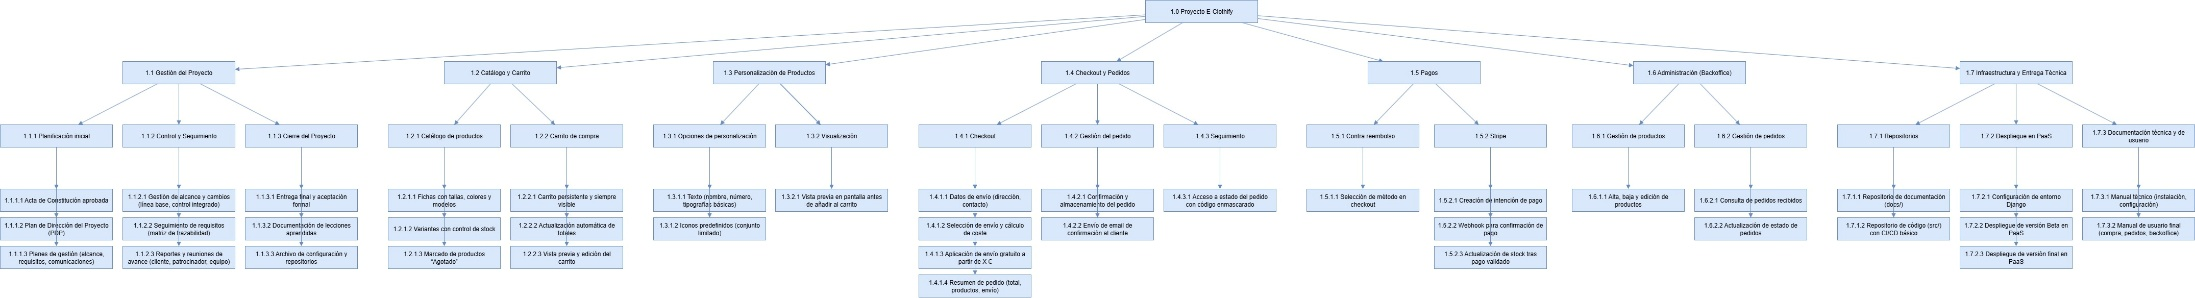 1.0 Proyecto E-Clothify
1.1 Gestión del Proyecto
1.2 Catálogo y Carrito
1.3 Personalización de Productos
1.4 Checkout y Pedidos
1.5 Pagos
1.6 Administración (Backoffice)
1.7 Infraestructura y Entrega Técnica
1.1.1 Planificación inicial
1.1.2 Control y Seguimiento
1.1.3 Cierre del Proyecto
1.2.1 Catálogo de productos
1.2.2 Carrito de compra
1.3.1 Opciones de personalización
1.3.2 Visualización
1.4.1 Checkout
1.4.2 Gestión del pedido
1.4.3 Seguimiento
1.5.1 Contra reembolso
1.5.2 Stripe
1.6.1 Gestión de productos
1.6.2 Gestión de pedidos
1.7.1 Repositorios
1.7.2 Despliegue en PaaS
1.7.3 Documentación técnica y de
usuario
1.1.1.1 Acta de Constitución aprobada
1.1.1.2 Plan de Dirección del Proyecto
(PDF)
1.1.1.3 Planes de gestión (alcance,
requisitos, comunicaciones)
1.1.2.1 Gestión de alcance y cambios
(línea base, control integrado)
1.1.2.2 Seguimiento de requisitos
(matriz de trazabilidad)
1.1.2.3 Reportes y reuniones de
avance (cliente, patrocinador, equipo)
1.1.3.1 Entrega final y aceptación
formal
1.1.3.2 Documentación de lecciones
aprendidas
1.1.3.3 Archivo de configuración y
repositorios
1.2.1.1 Fichas con tallas, colores y
modelos
1.2.1.2 Variantes con control de stock
1.2.1.3 Marcado de productos
"Agotado"
1.2.2.1 Carrito persistente y siempre
visible
1.2.2.2 Actualización automática de
totales
1.2.2.3 Vista previa y edición del
carrito
1.3.1.1 Texto (nombre, número,
tipografías básicas)
1.3.1.2 Iconos predefinidos (conjunto
limitado)
1.3.2.1 Vista previa en pantalla antes
de añadir al carrito
1.4.1.1 Datos de envío (dirección,
contacto)
1.4.1.2 Selección de envío y cálculo
de coste
1.4.1.3 Aplicación de envío gratuito a
partir de X €
1.4.1.4 Resumen de pedido (total,
productos, envío)
1.4.2.1 Confirmación y
almacenamiento del pedido
1.4.2.2 Envío de email de
confirmación al cliente
1.4.3.1 Acceso a estado del pedido
con código enmascarado
1.5.1.1 Selección de método en
checkout
1.5.2.1 Creación de intención de pago
1.5.2.2 Webhook para confirmación de
pago
1.5.2.3 Actualización de stock tras
pago validado
1.6.1.1 Alta, baja y edición de
productos
1.6.2.1 Consulta de pedidos recibidos
1.6.2.2 Actualización de estado de
pedidos
1.7.1.1 Repositorio de documentación
(docs/)
1.7.1.2 Repositorio de código (src/)
con CI/CD básico
1.7.2.1 Configuración de entorno
Django
1.7.2.2 Despliegue de versión Beta en
PaaS
1.7.2.3 Despliegue de versión final en
PaaS
1.7.3.1 Manual técnico (instalación,
configuración)
1.7.3.2 Manual de usuario final
(compra, pedidos, backoffice)